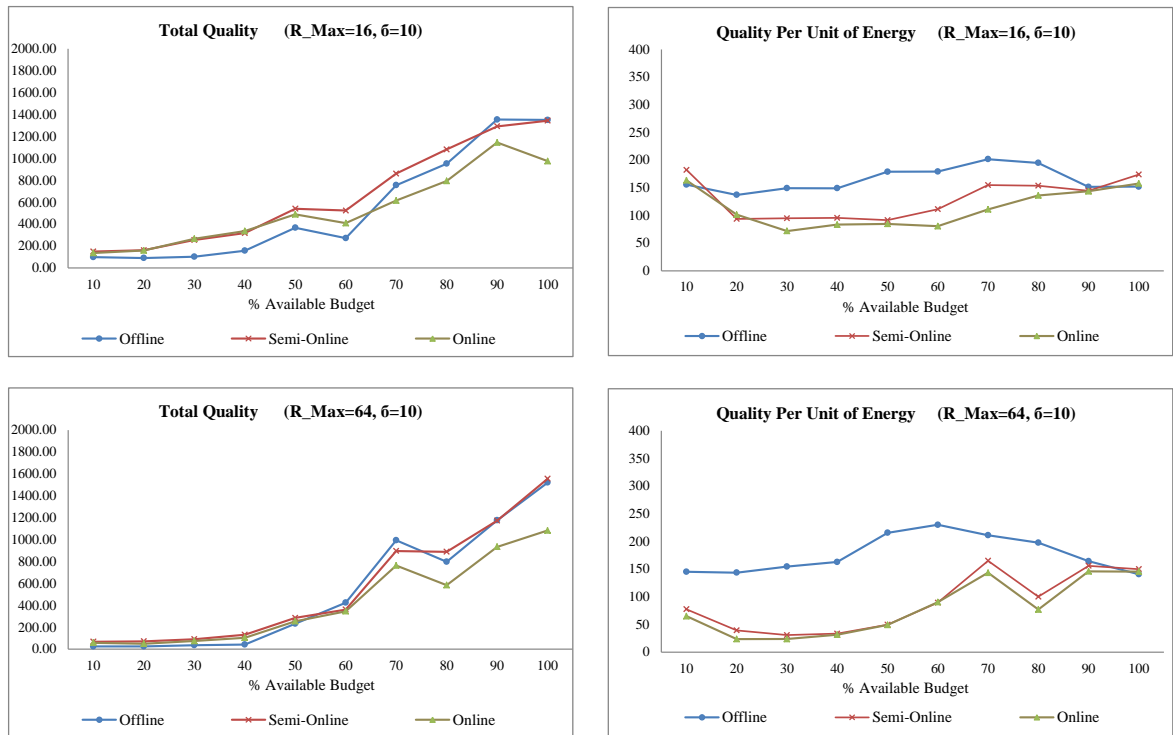 Total Quality (R_Max=16, б=10)
2000.00
1800.00
1600.00
1400.00
1200.00
1000.00
800.00
600.00
400.00
200.00
0.00
10 20 30 40 50 60 70 80 90 100
% Available Budget
Offline Semi-Online Online
Quality Per Unit of Energy (R_Max=16, б=10)
400
350
300
250
200
150
100
50
0
10 20 30 40 50 60 70 80 90 100
% Available Budget
Offline Semi-Online Online
Total Quality (R_Max=64, б=10)
2000.00
1800.00
1600.00
1400.00
1200.00
1000.00
800.00
600.00
400.00
200.00
0.00
10 20 30 40 50 60 70 80 90 100
% Available Budget
Offline Semi-Online Online
Quality Per Unit of Energy (R_Max=64, б=10)
400
350
300
250
200
150
100
50
0
10 20 30 40 50 60 70 80 90 100
% Available Budget
Offline Semi-Online Online